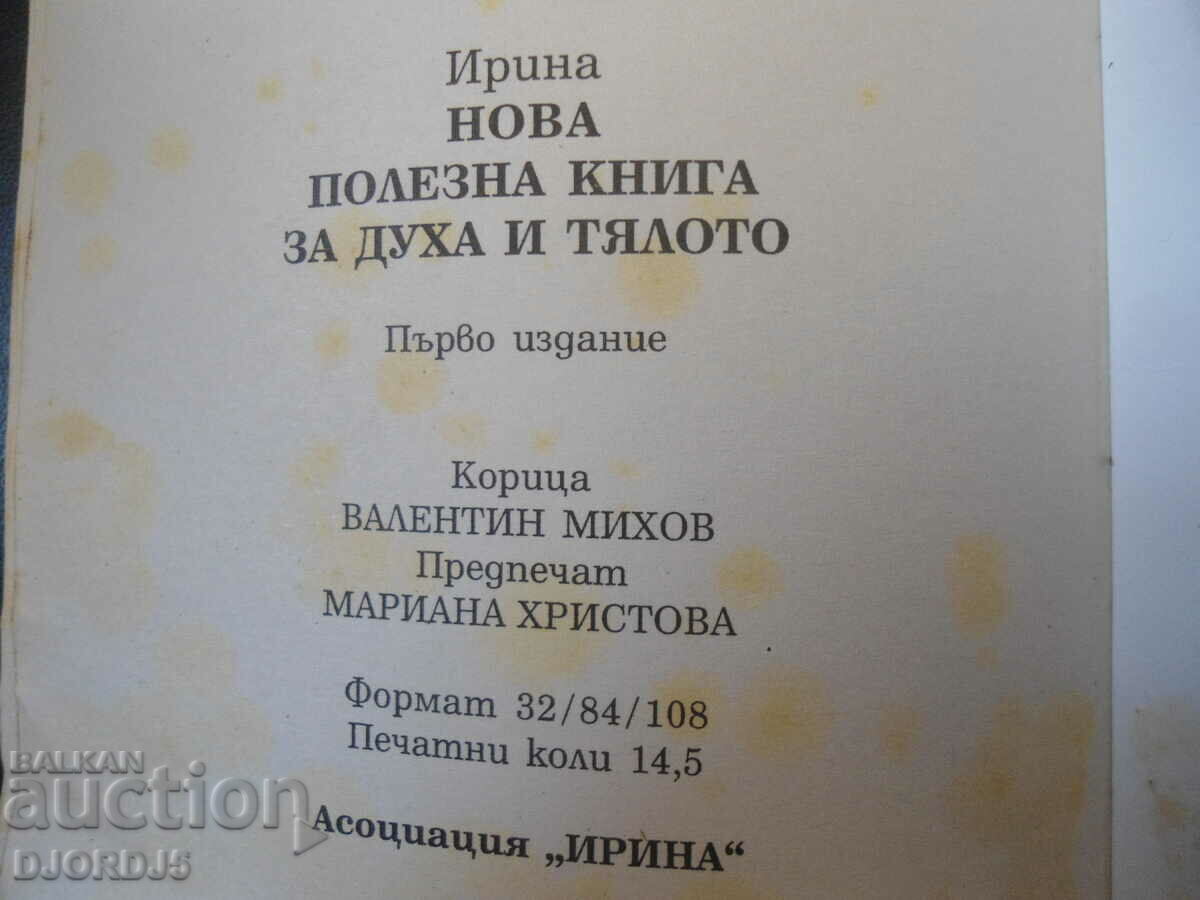 Ирина
НОВА
ПОЛЕЗНА КНИГА
ЗА ДУХА И ТЯЛОТО
Първо издание
Корица
ВАЛЕНТИН МИХОВ
Предпечат
МАРИАНА ХРИСТОВА
Формат 32/84/108
Печатни коли 14,5
Асоциация „ИРИНА“
BALKAN
auction
DJORDJ5